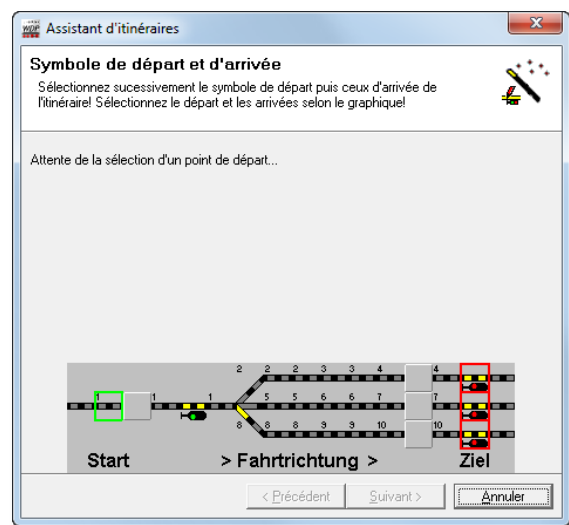 WDP Assistant d'itinéraires
Symbole de départ et d'arrivée
Sélectionnez sucessivement le symbole de départ puis ceux d'arrivée de
l'itinéraire! Sélectionnez le départ et les arrivées selon le graphique!
Attente de la sélection d'un point de départ...
2 2 2 3 3 4 4
1 1 1 5 5 6 6 7 7
8 8 8 9 9 10 10
Start > Fahrtrichtung > Ziel
< Précédent Suivant > Annuler